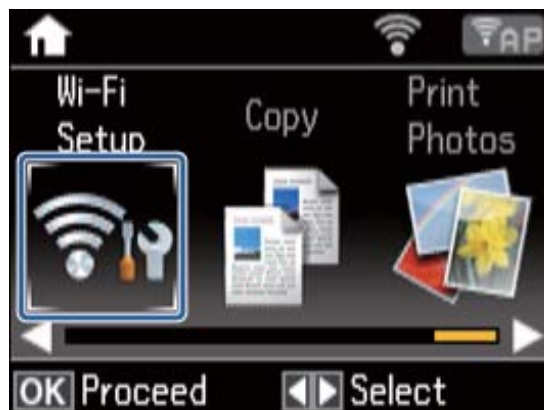 AP
Wi-Fi
Setup
Copy
Print
Photos
OK Proceed
Select